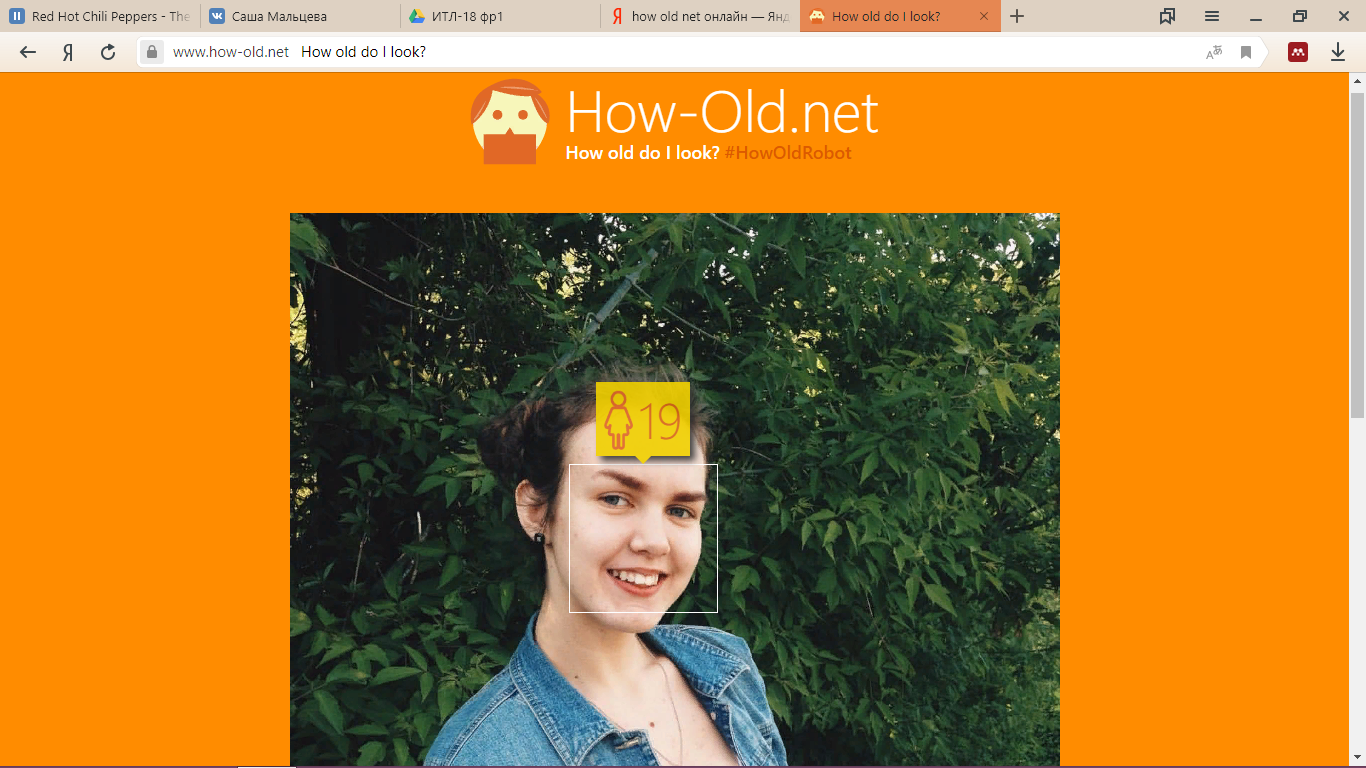 Red Hot Chili Peppers - The
Саша Мальцева
ИТЛ-18 фр1
how old net онлайн — Янд
How old do I look?
www.how-old.net How old do I look?
How-Old.net
How old do I look? #HowOldRobot
19